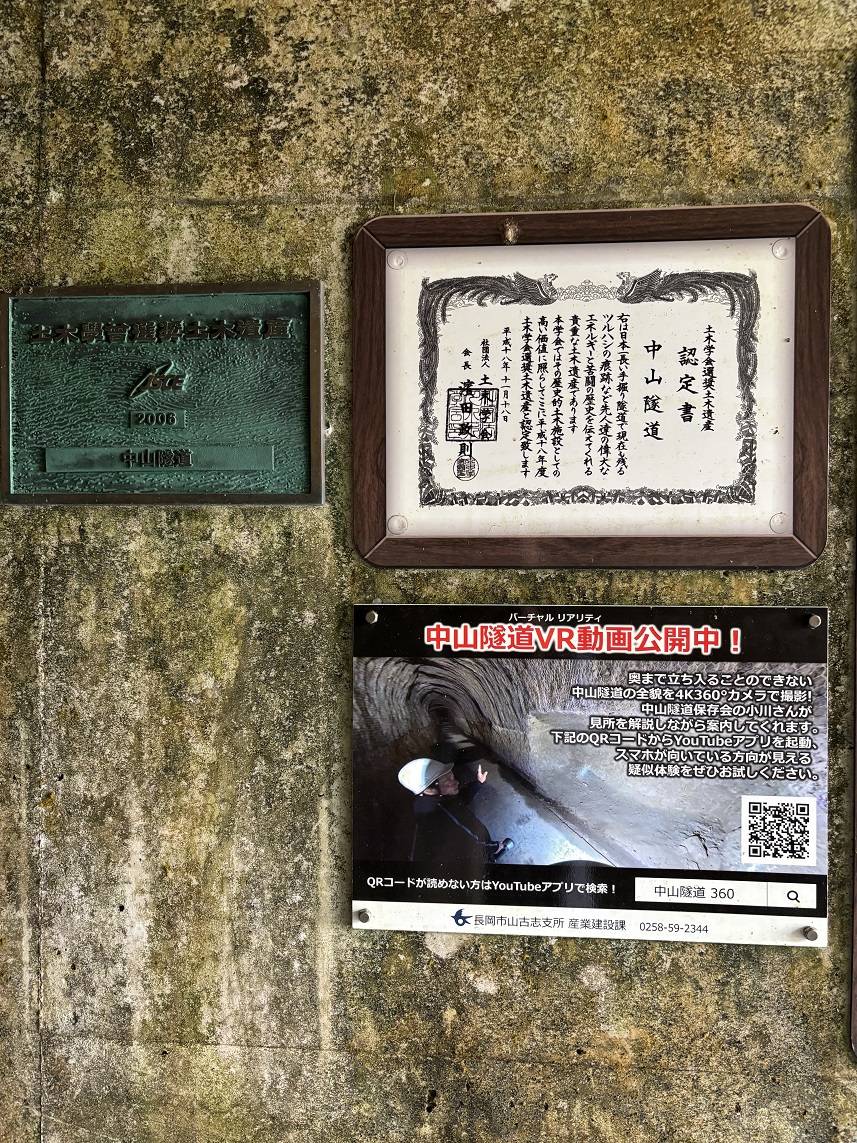 土木學會選奨土木遺産
JSCE
2006
中山隧道
土木学会選奨土木遺産
認定書
中山隧道
右は日本一長い手掘り隧道で現在も残る
ツルハシの痕跡など先人達の偉大な
エネルギーと苦闘の歴史を伝えてくれる
貴重な土木遺産であります
本学会ではその歴史的土木施設としての
高い価値に照らしてここに平成十八年度
土木学会選奨土木遺産と認定致します
平成十八年十一月十八日
社団法人 土木学会
会長 濱田政則
バーチャル リアリティ
中山隧道VR動画公開中！
奥まで立ち入ることのできない
中山隧道の全貌を4K360°カメラで撮影!
中山隧道保存会の小川さんが
見所を解説しながら案内してくれます。
下記のQRコードからYouTubeアプリを起動、
スマホが向いている方向が見える
疑似体験をぜひお試しください。
QRコードが読めない方はYouTubeアプリで検索！
中山隧道 360
長岡市山古志支所 産業建設課 0258-59-2344